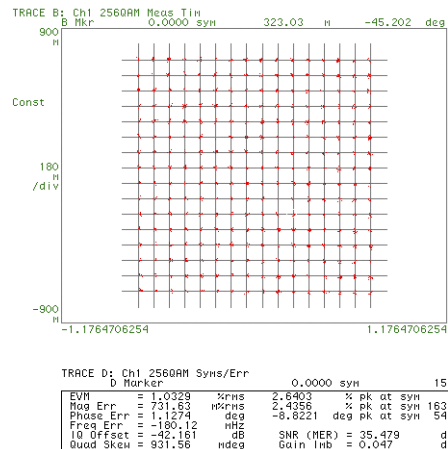 TRACE B: Ch1 256QAM Meas Tim
B Mkr 0.0000 sym 323.03 m -45.202 deg
900
m
Const
180
m
/div
-900
m
-1.1764706254 1.1764706254
TRACE D: Ch1 256QAM Syms/Err
D Marker 0.0000 sym 15
EVM = 1.0329 %rms 2.6403 % pk at sym
Mag Err = 731.63 m%rms 2.4356 % pk at sym 163
Phase Err = 1.1274 deg -8.8221 deg pk at sym 54
Freq Err = -180.12 mHz
IQ Offset = -42.161 dB SNR (MER) = 35.479 d
Quad Skew = 931.56 mdeg Gain Imb = 0.047 d